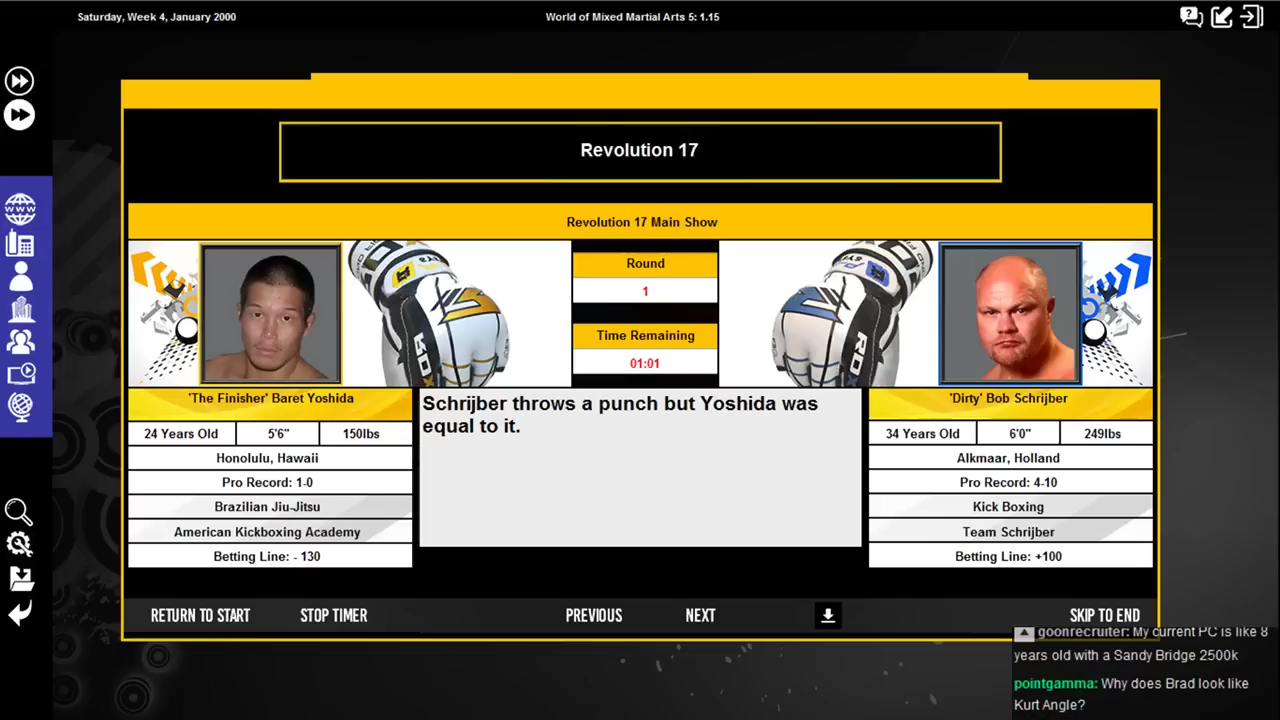 Saturday, Week 4, January 2000
World of Mixed Martial Arts 5: 1.15
Revolution 17
Revolution 17 Main Show
Round
1
Time Remaining
01:01
'The Finisher' Baret Yoshida
24 Years Old 5'6" 150lbs
Honolulu, Hawaii
Pro Record: 1-0
Brazilian Jiu-Jitsu
American Kickboxing Academy
Betting Line: - 130
Schrijber throws a punch but Yoshida was
equal to it.
'Dirty' Bob Schrijber
34 Years Old 6'0" 249lbs
Alkmaar, Holland
Pro Record: 4-10
Kick Boxing
Team Schrijber
Betting Line: +100
RETURN TO START STOP TIMER PREVIOUS NEXT SKIP TO END
goonrecruiter: My current PC is like 8
years old with a Sandy Bridge 2500k
pointgamma: Why does Brad look like
Kurt Angle?